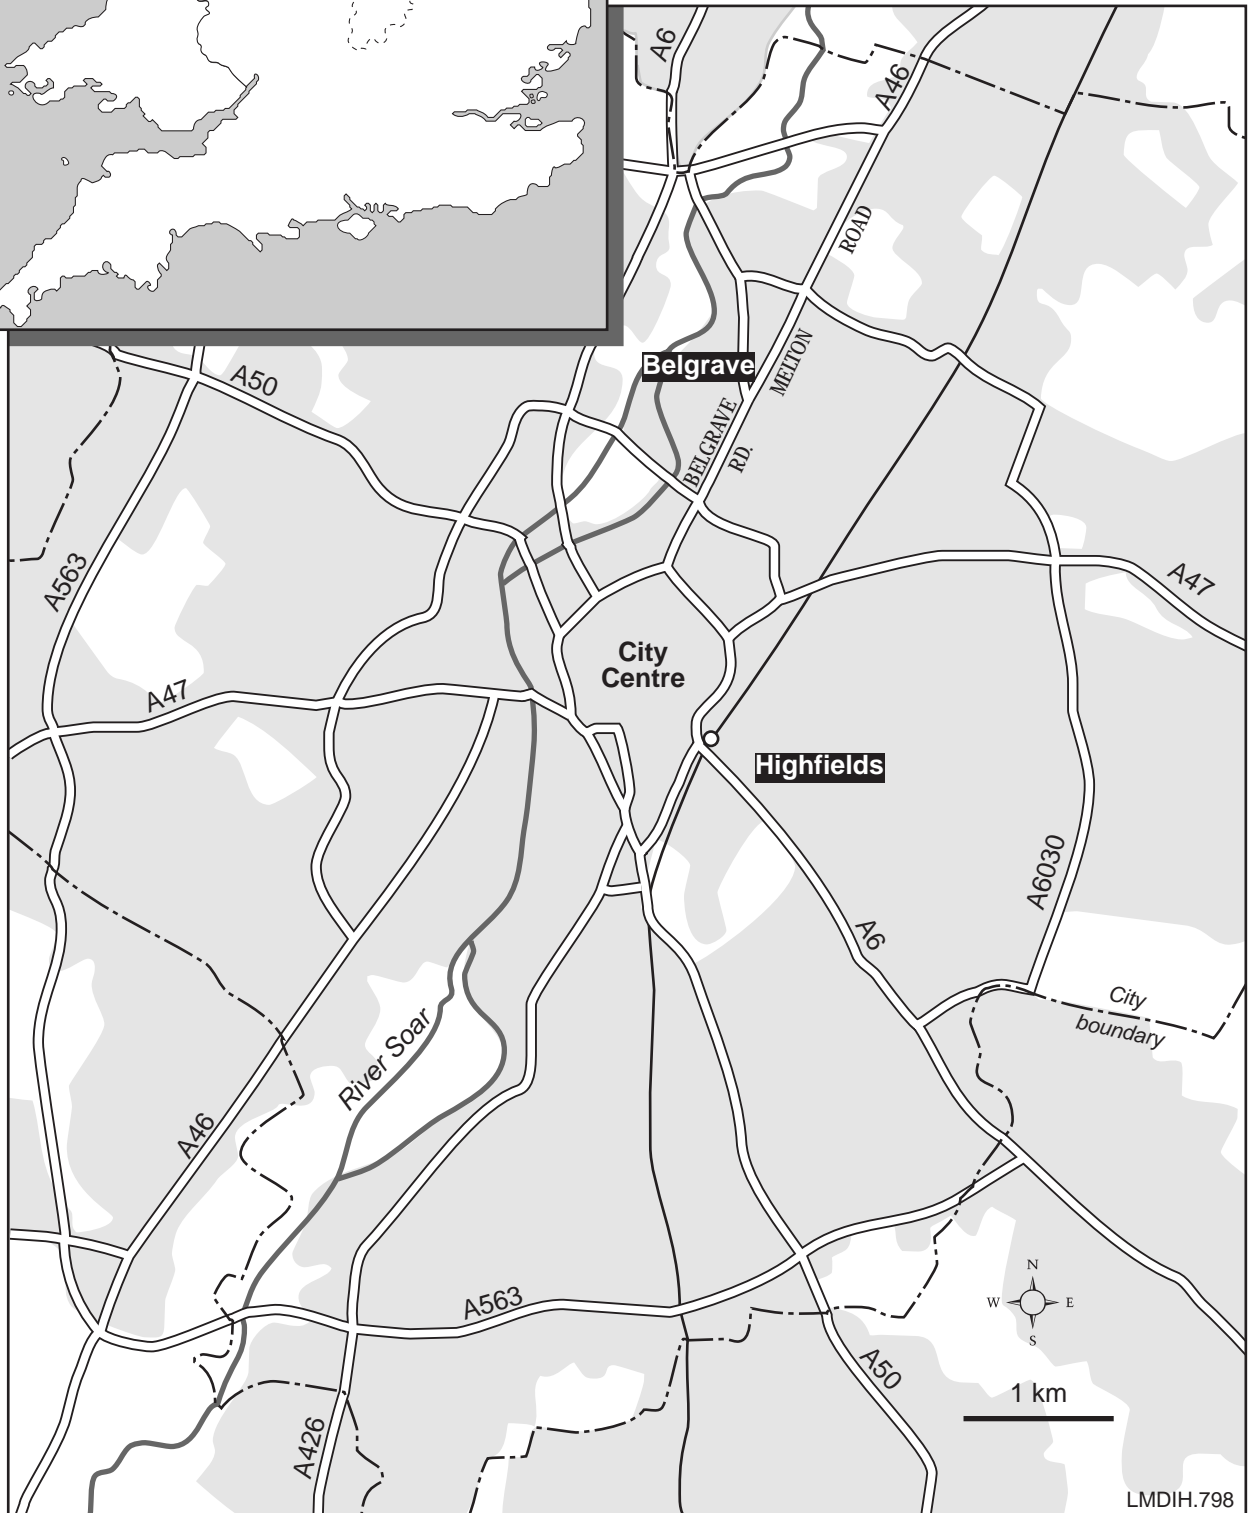 A6
A46
ROAD
MELTON
Belgrave
BELGRAVE
RD.
A50
A563
A47
A47
City
Centre
Highfields
A6030
A6
City
boundary
River Soar
A46
N
W E
S
A563
A50
1 km
A426
LMDIH.798